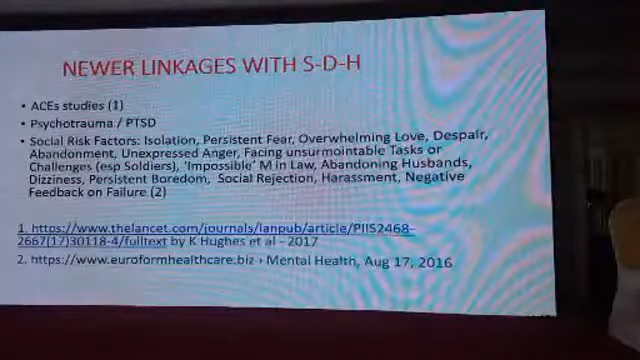 NEWER LINKAGES WITH S-D-H
• ACEs studies (1)
• Psychotrauma / PTSD
• Social Risk Factors: Isolation, Persistent Fear, Overwhelming Love, Despair,
Abandonment, Unexpressed Anger, Facing unsurmountable Tasks or
Challenges (esp Soldiers), 'Impossible' M in Law, Abandoning Husbands,
Dizziness, Persistent Boredom, Social Rejection, Harassment, Negative
Feedback on Failure (2)
1. https://www.thelancet.com/journals/lanpub/article/PIIS2468-
2667(17)30118-4/fulltext by K Hughes et al - 2017
2. https://www.euroformhealthcare.biz › Mental Health, Aug 17, 2016